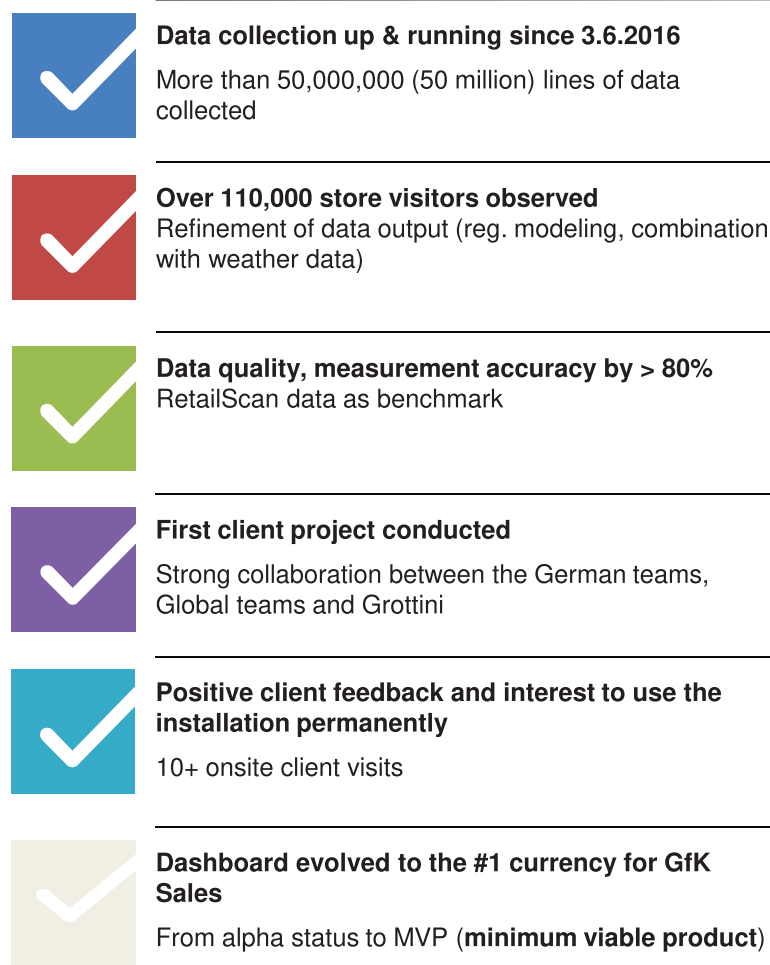 Data collection up & running since 3.6.2016
More than 50,000,000 (50 million) lines of data
collected
Over 110,000 store visitors observed
Refinement of data output (reg. modeling, combination
with weather data)
Data quality, measurement accuracy by > 80%
RetailScan data as benchmark
First client project conducted
Strong collaboration between the German teams,
Global teams and Grottini
Positive client feedback and interest to use the
installation permanently
10+ onsite client visits
Dashboard evolved to the #1 currency for GfK
Sales
From alpha status to MVP (minimum viable product)